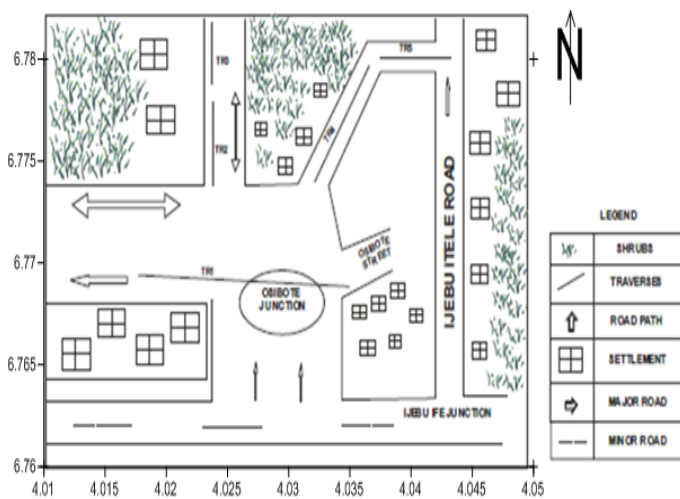 6.78
6.775
6.77
6.765
6.76
4.01
4.02
4.025
4.03
4.035
4.04
4.045
4.05
N
TR3
TR2
TR4
TR5
TR1
OSIBOTE
JUNCTION
OSIBOTE
STREET
IJEBU ITELE ROAD
IJEBU IFE JUNCTION
LEGEND
SHRUBS
TRAVERSES
ROAD PATH
SETTLEMENT
MAJOR ROAD
MINOR ROAD